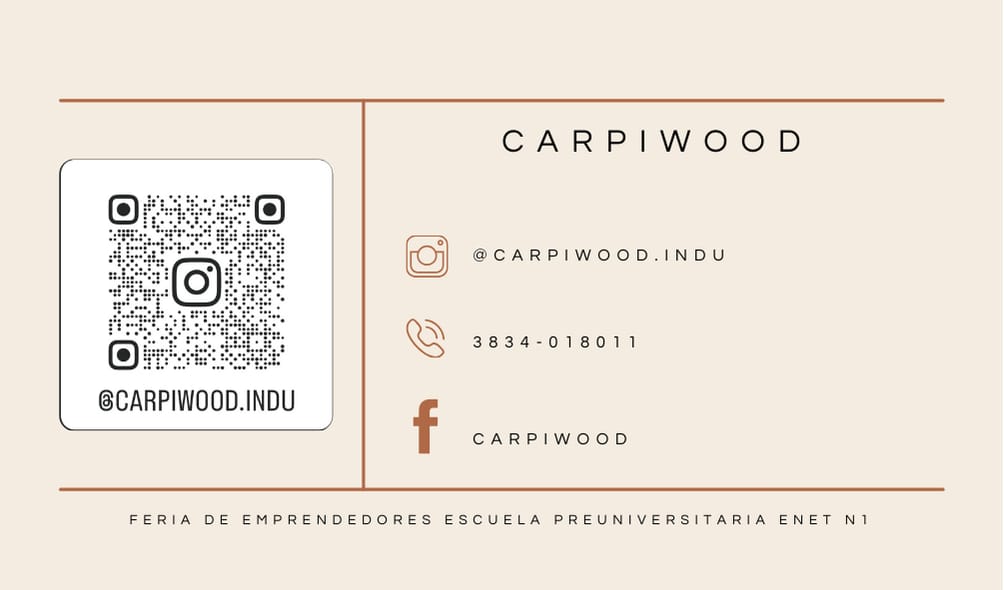 CARPIWOOD
@CARPIWOOD.INDU
@CARPIWOOD.INDU
3834-018011
CARPIWOOD
FERIA DE EMPRENDEDORES ESCUELA PREUNIVERSITARIA ENET N1